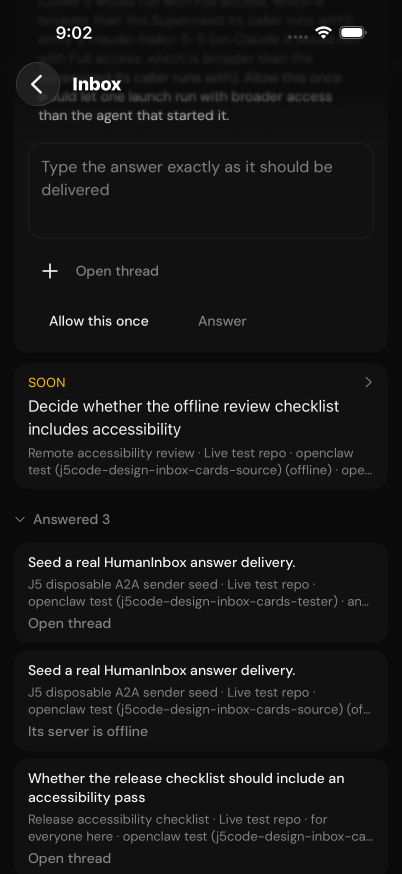 9:02
Inbox
than the agent that started it.
Type the answer exactly as it should be
delivered
Open thread
Allow this once
Answer
SOON
Decide whether the offline review checklist
includes accessibility
Remote accessibility review · Live test repo · openclaw
test (j5code-design-inbox-cards-source) (offline) · ope...
Answered 3
Seed a real HumanInbox answer delivery.
J5 disposable A2A sender seed · Live test repo ·
openclaw test (j5code-design-inbox-cards-tester) · an...
Open thread
Seed a real HumanInbox answer delivery.
J5 disposable A2A sender seed · Live test repo ·
openclaw test (j5code-design-inbox-cards-source) (of...
Its server is offline
Whether the release checklist should include an
accessibility pass
Release accessibility checklist · Live test repo · for
everyone here · openclaw test (j5code-design-inbox-ca...
Open thread